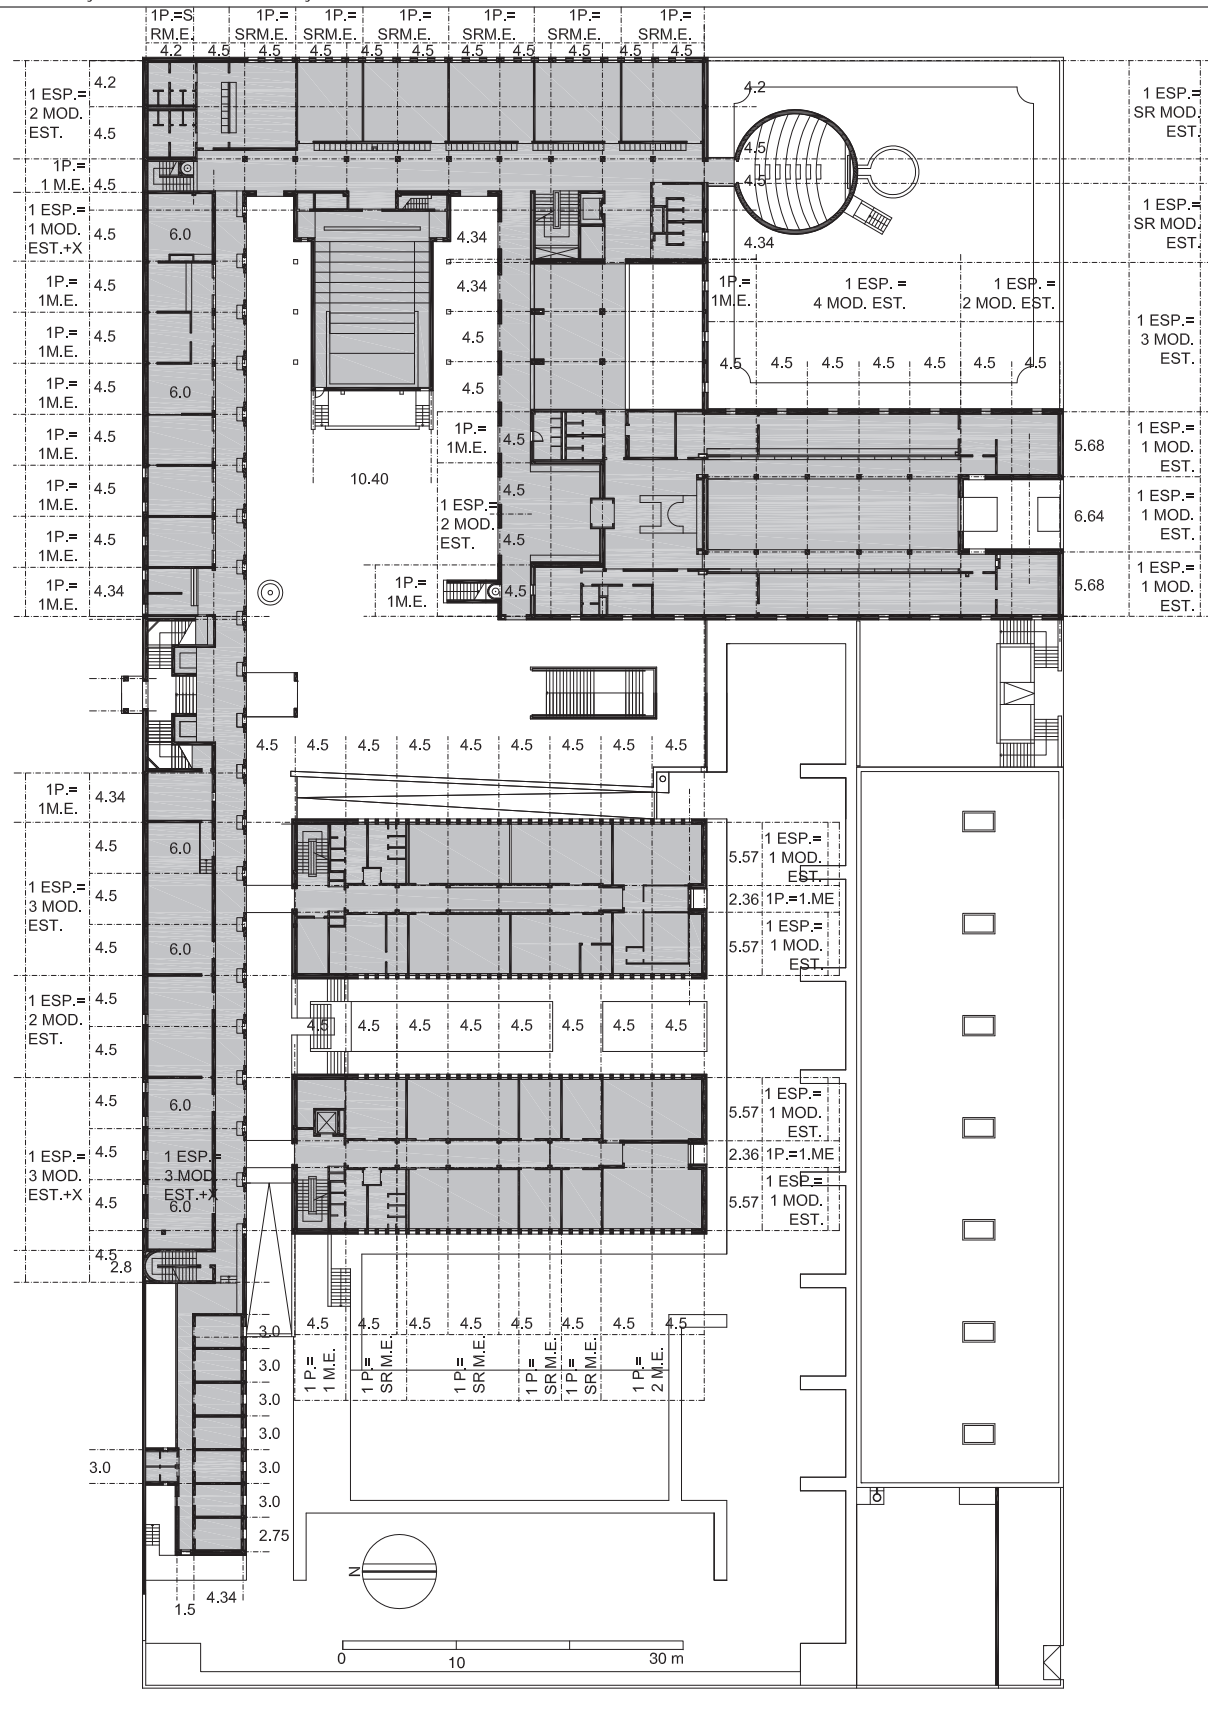 1P.=S
RM.E.
1P.=
SRM.E.
1P.=
SRM.E.
1P.=
SRM.E.
1P.=
SRM.E.
1P.=
SRM.E.
1P.=
SRM.E.
4.2 4.5 4.5 4.5 4.5 4.5 4.5 4.5 4.5 4.5 4.5
1 ESP.=
2 MOD.
EST.
4.2
4.5
1P.=
1 M.E.
4.5
1 ESP.=
1 MOD.
EST.+X
4.5
6.0
1P.=
1M.E.
4.5
1P.=
1M.E.
4.5
1P.=
1M.E.
4.5
6.0
1P.=
1M.E.
4.5
1P.=
1M.E.
4.5
1P.=
1M.E.
4.5
1P.=
1M.E.
4.34
4.34
4.34
4.5
4.5
10.40
1P.=
1M.E.
4.5
1 ESP.=
2 MOD.
EST.
4.5
4.5
1P.=
1M.E.
4.5
4.2
4.5
4.5
4.34
1P.=
1M.E.
1 ESP. =
4 MOD. EST.
1 ESP. =
2 MOD. EST.
4.5 4.5 4.5 4.5 4.5 4.5 4.5
1 ESP.=
SR MOD.
EST.
1 ESP.=
SR MOD.
EST.
1 ESP.=
3 MOD.
EST.
5.68
1 ESP.=
1 MOD.
EST.
6.64
1 ESP.=
1 MOD.
EST.
5.68
1 ESP.=
1 MOD.
EST.
4.5 4.5 4.5 4.5 4.5 4.5 4.5 4.5 4.5
1P.=
1M.E.
4.34
1 ESP.=
3 MOD.
EST.
4.5
4.5
4.5
6.0
6.0
5.57
1 ESP.=
1 MOD.
EST.
2.36 1P.=1.ME
5.57
1 ESP.=
1 MOD.
EST.
1 ESP.=
2 MOD.
EST.
4.5
4.5
4.5 4.5 4.5 4.5 4.5 4.5 4.5 4.5
1 ESP.=
3 MOD.
EST.+X
4.5
4.5
4.5
4.5
2.8
6.0
1 ESP.=
3 MOD.
EST.+X
6.0
5.57
1 ESP.=
1 MOD.
EST.
2.36 1P.=1.ME
5.57
1 ESP.=
1 MOD.
EST.
4.5 4.5 4.5 4.5 4.5 4.5 4.5 4.5
1 P.=
1 M.E.
1 P.=
SR M.E.
1 P.=
SR M.E.
1 P.=
SR M.E.
1 P.=
SR M.E.
1 P.=
2 M.E.
3.0
3.0
3.0
3.0
3.0
3.0
3.0
2.75
4.34
1.5
N
0 10 30 m